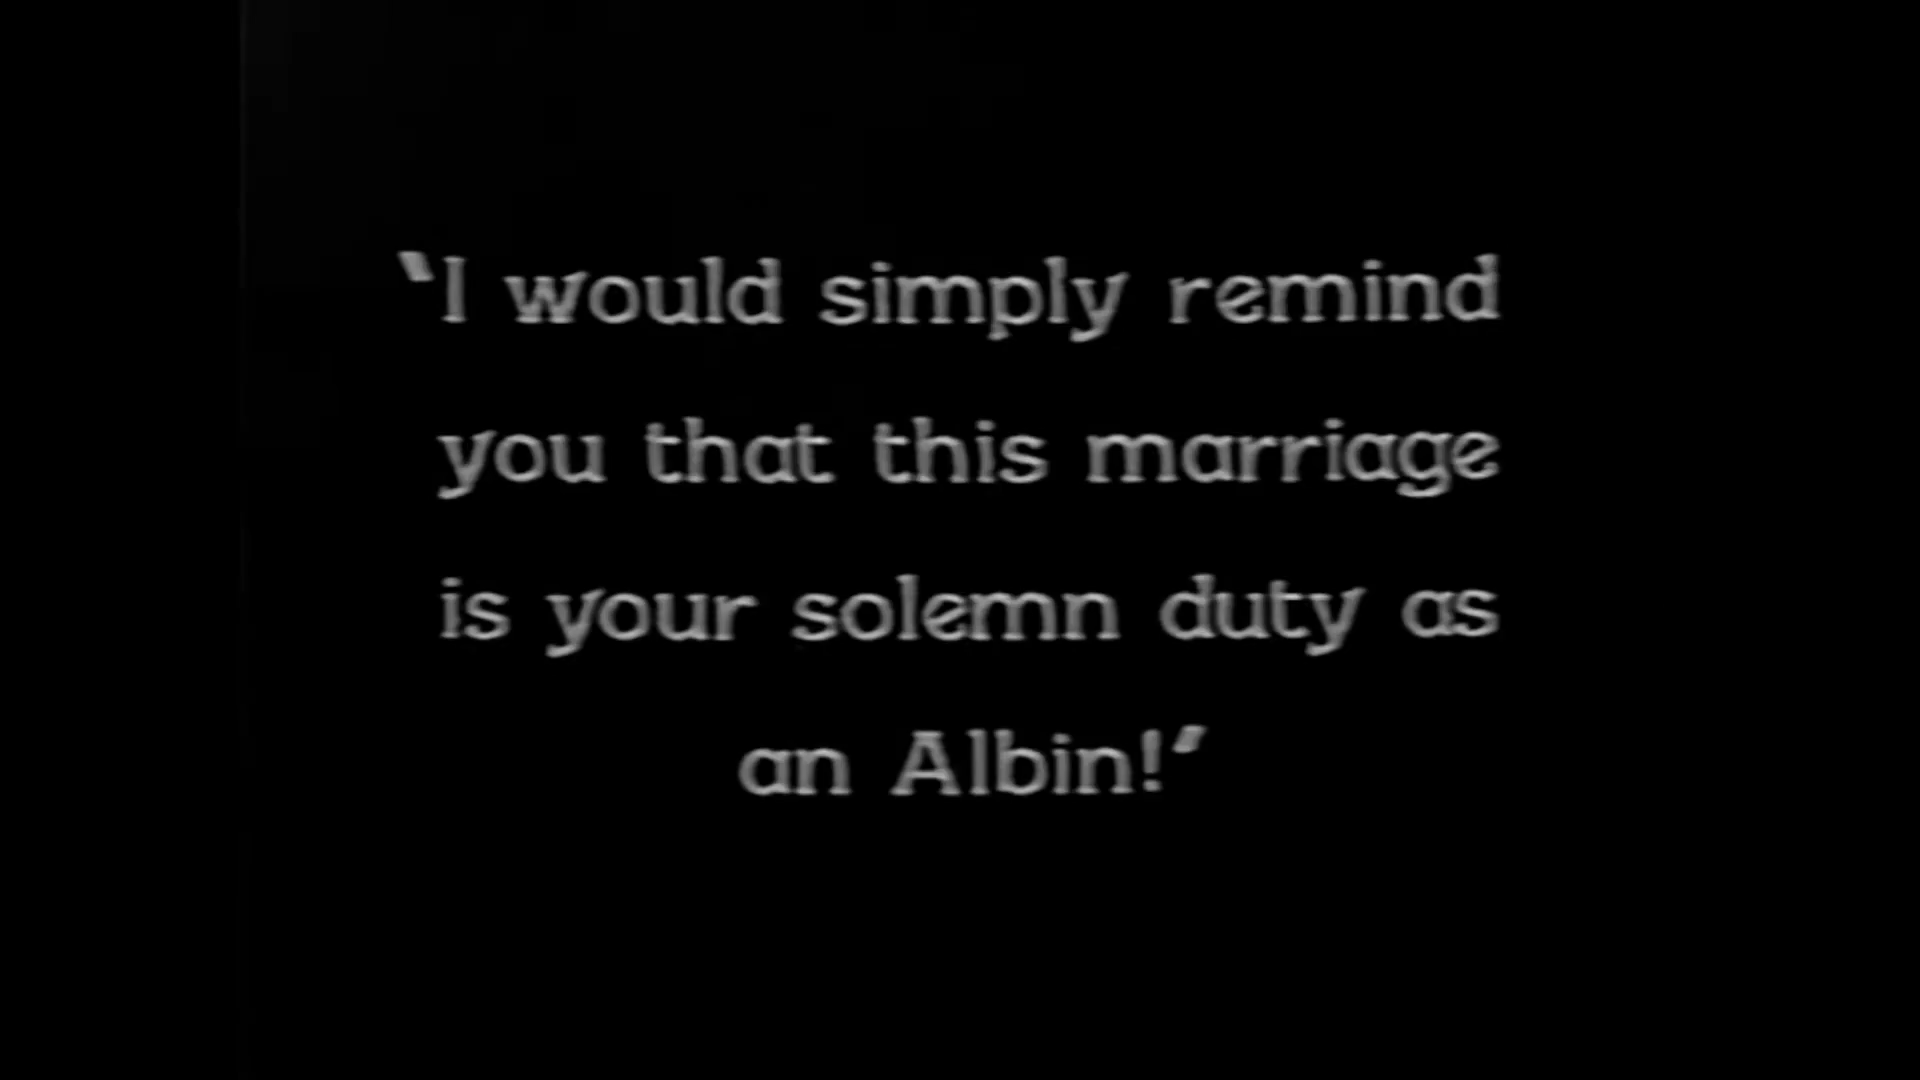 ‘I would simply remind
you that this marriage
is your solemn duty as
an Albin!’